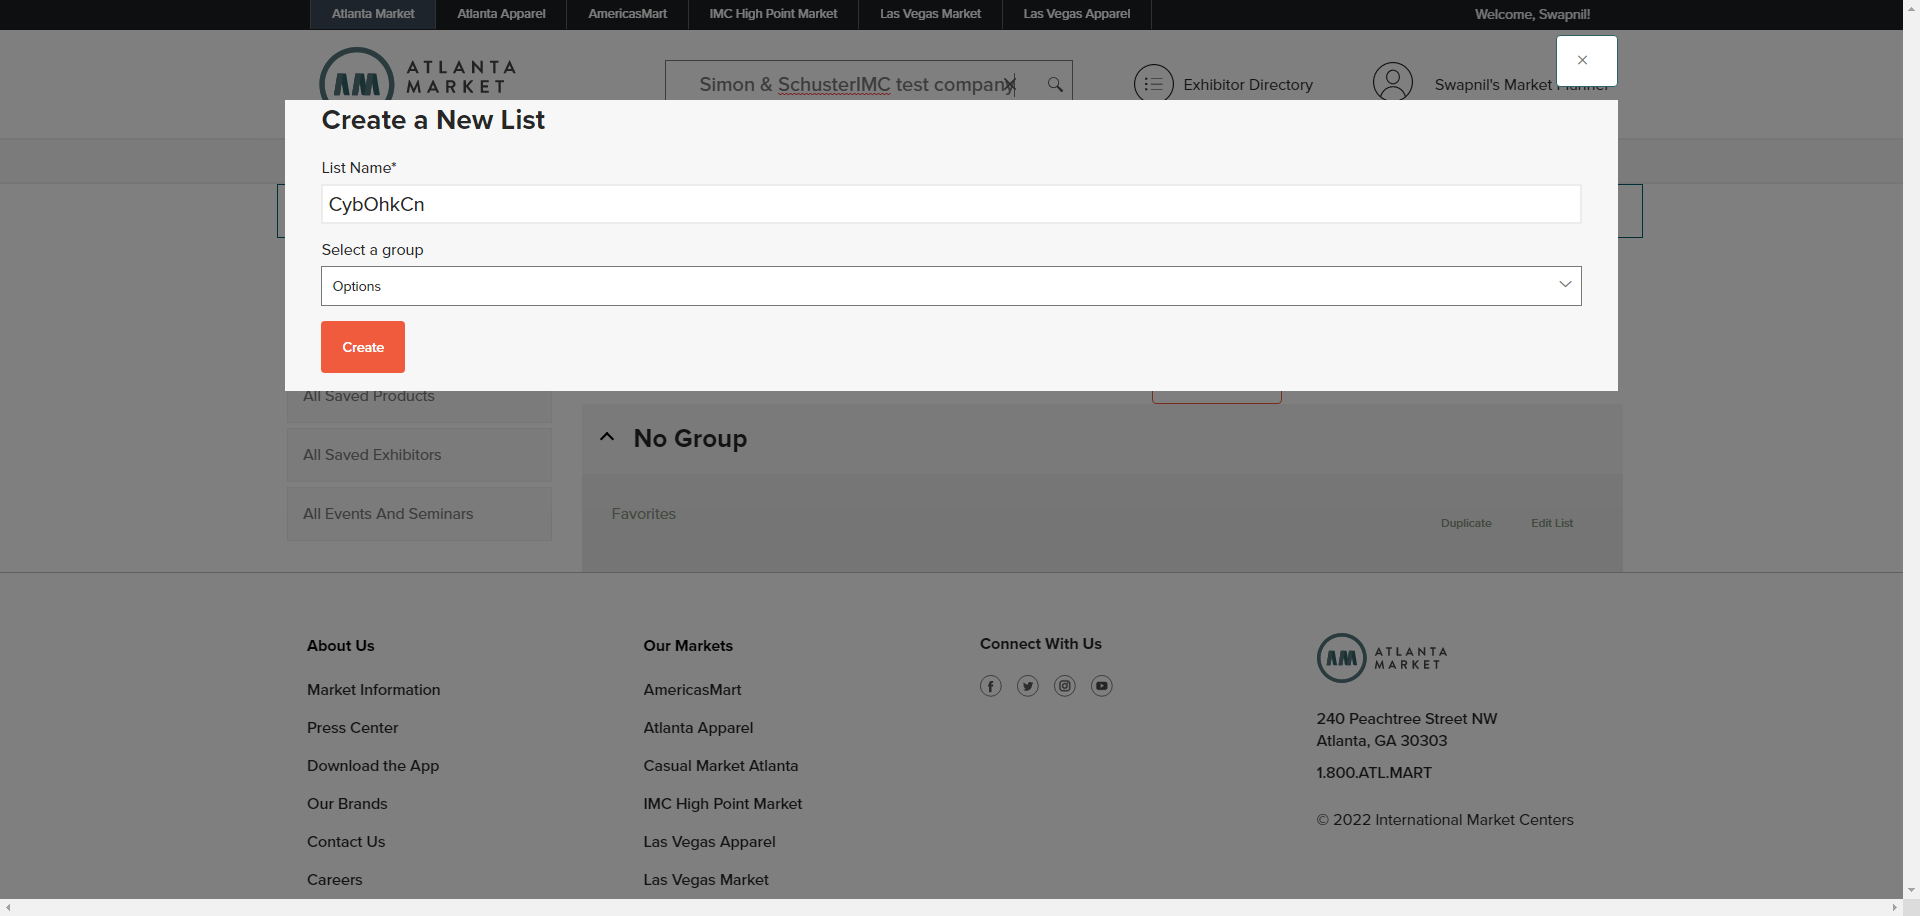 Atlanta Market Atlanta Apparel AmericasMart IMC High Point Market Las Vegas Market Las Vegas Apparel Welcome, Swapnil!
ATLANTA
MARKET
Simon & SchusterIMC test company
Exhibitor Directory
Swapnil's Market Planner
Create a New List
List Name*
CybOhkCn
Select a group
Options
Create
All Saved Products
No Group
All Saved Exhibitors
All Events And Seminars
Favorites
Duplicate Edit List
About Us
Market Information
Press Center
Download the App
Our Brands
Contact Us
Careers
Our Markets
AmericasMart
Atlanta Apparel
Casual Market Atlanta
IMC High Point Market
Las Vegas Apparel
Las Vegas Market
Connect With Us
AM ATLANTA
MARKET
240 Peachtree Street NW
Atlanta, GA 30303
1.800.ATL.MART
© 2022 International Market Centers